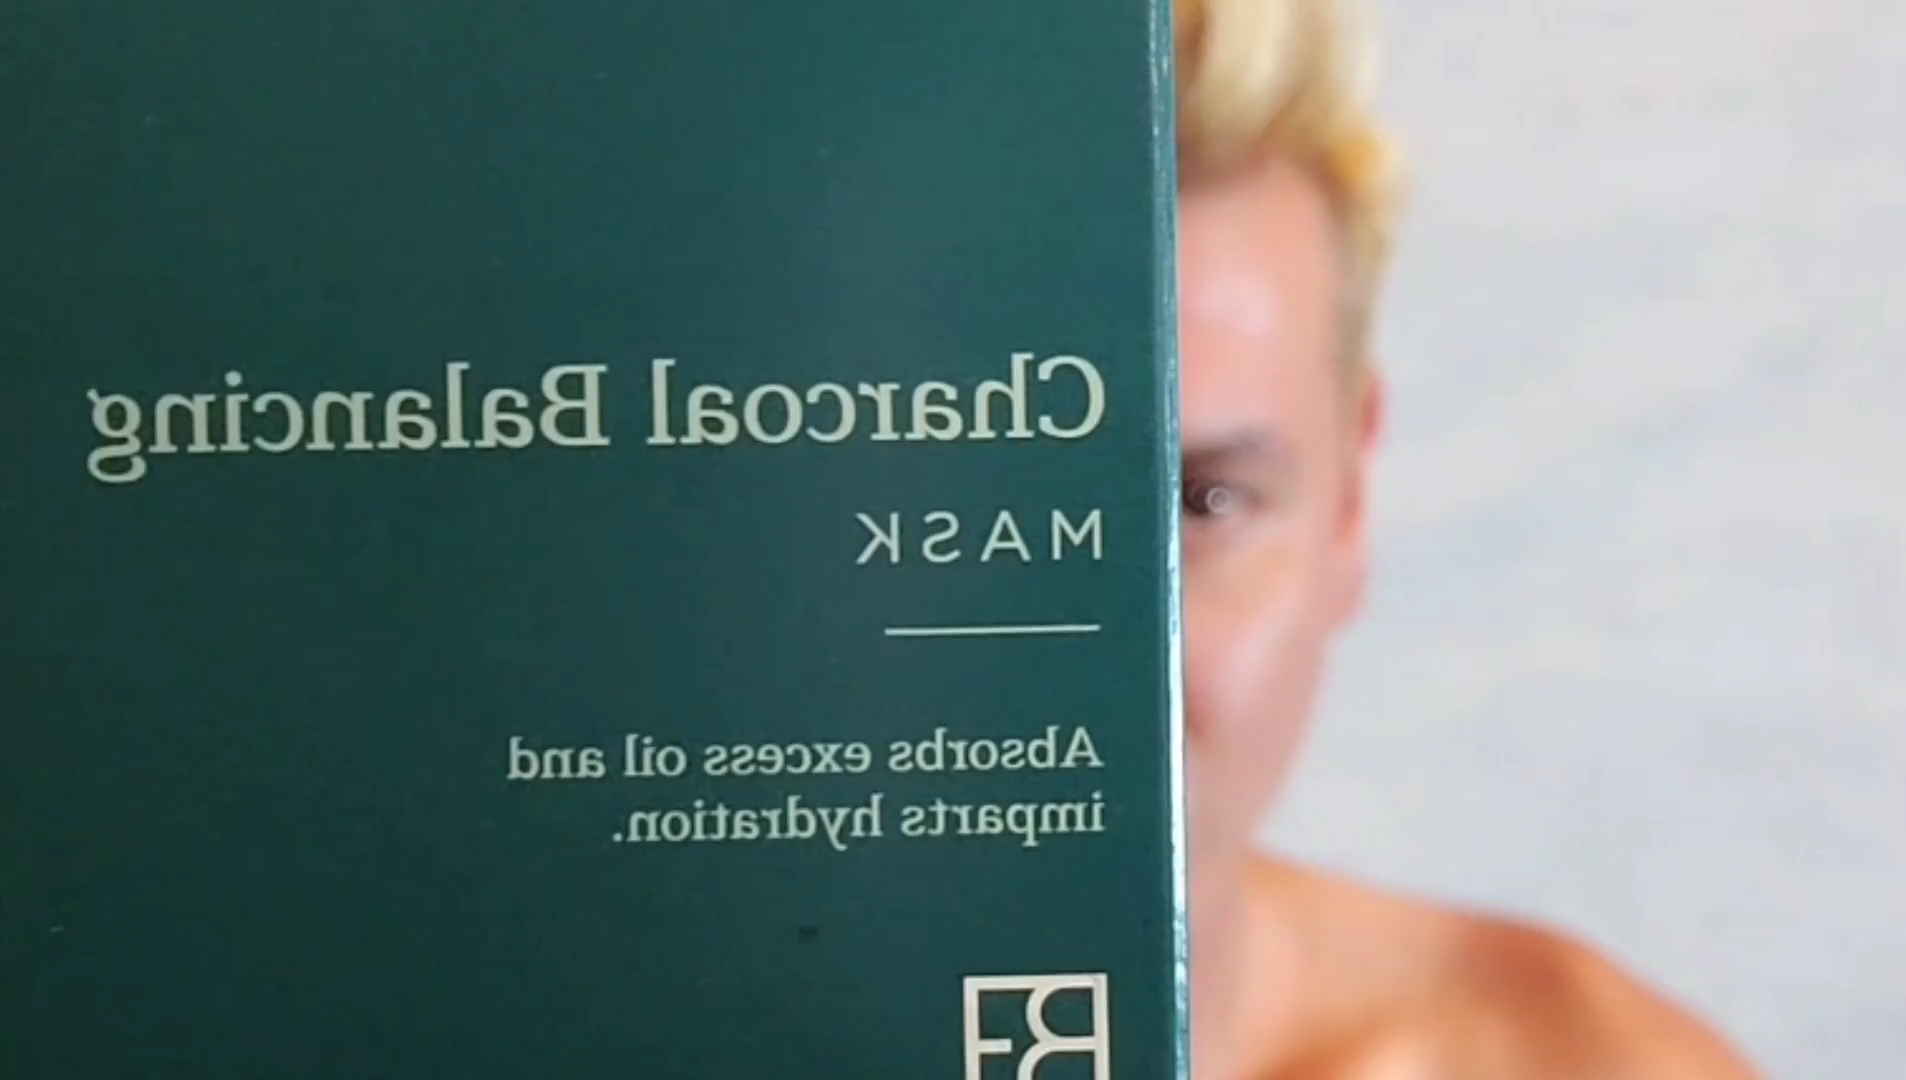 Charcoal Balancing
MASK
Absorbs excess oil and
imparts hydration.